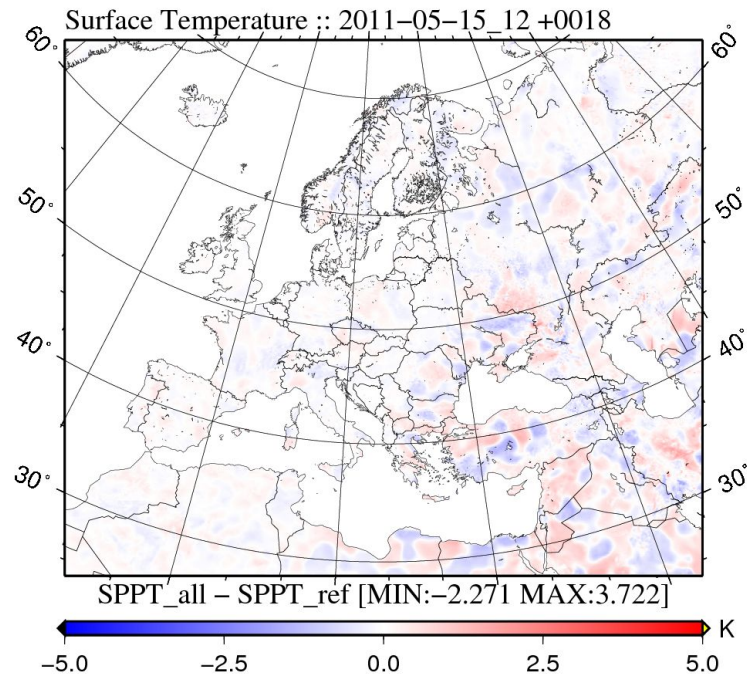 Surface Temperature :: 2011−05−15_12 +0018
60° 60°
50° 50°
40° 40°
30° 30°
SPPT_all − SPPT_ref [MIN:−2.271 MAX:3.722]
K
−5.0 −2.5 0.0 2.5 5.0